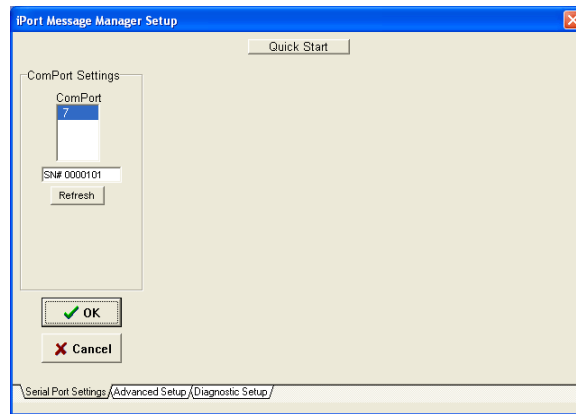 iPort Message Manager Setup
Quick Start
ComPort Settings
ComPort
7
SN# 0000101
Refresh
OK
Cancel
Serial Port Settings Advanced Setup Diagnostic Setup